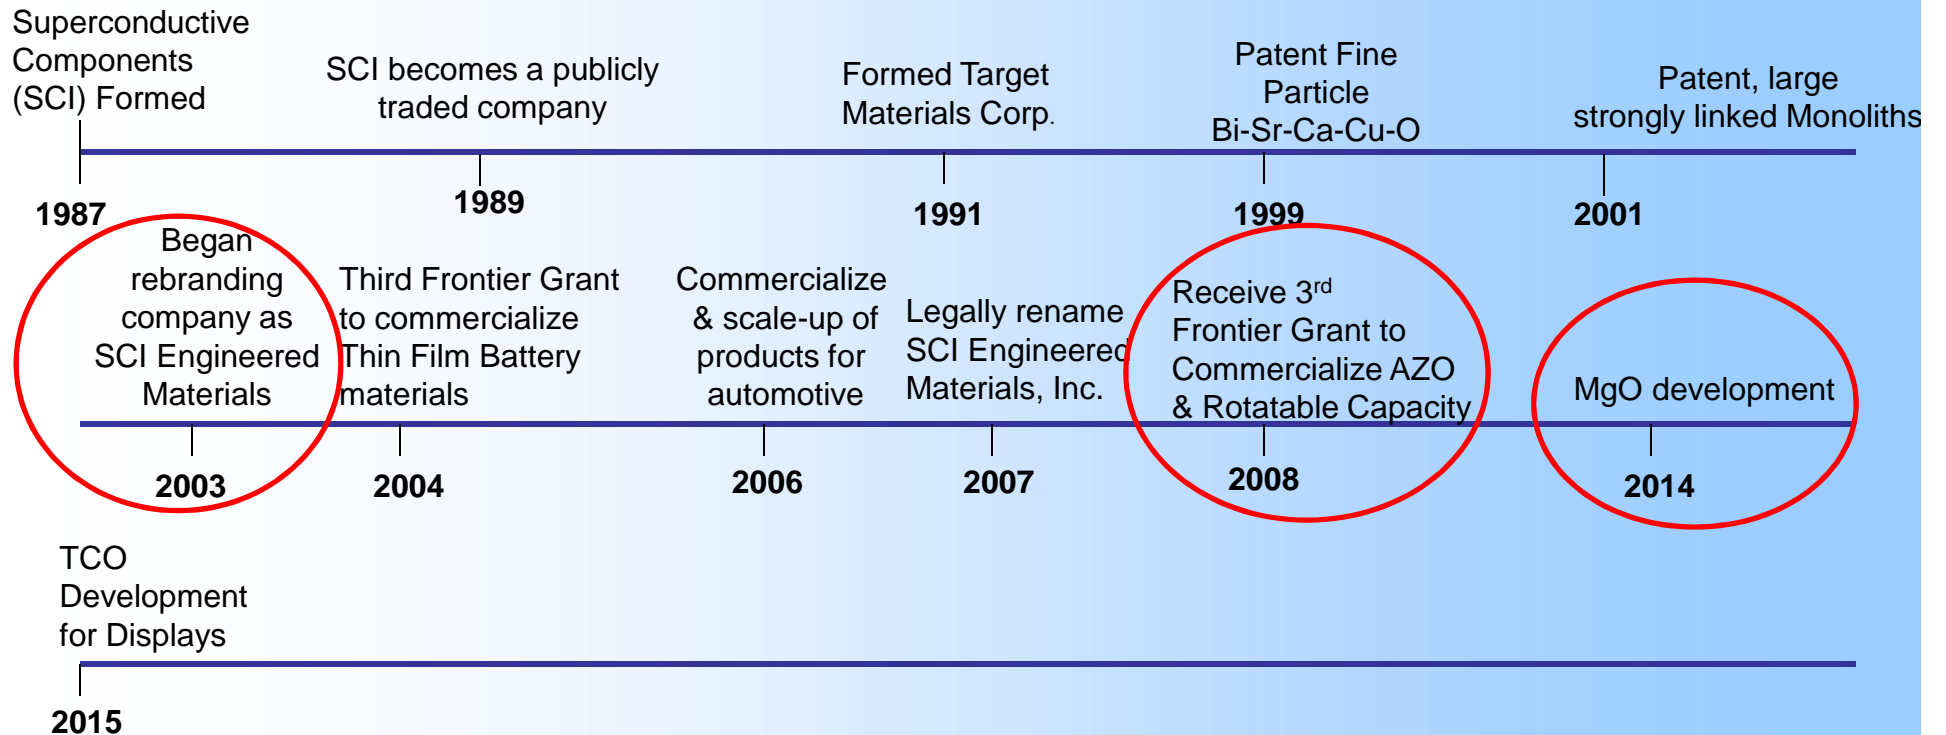 Superconductive
Components
(SCI) Formed
SCI becomes a publicly
traded company
Formed Target
Materials Corp.
Patent Fine
Particle
Bi-Sr-Ca-Cu-O
Patent, large
strongly linked Monoliths
1987
1989
1991
1999
2001
Began
rebranding
company as
SCI Engineered
Materials
Third Frontier Grant
to commercialize
Thin Film Battery
materials
Commercialize
& scale-up of
products for
automotive
Legally rename
SCI Engineered
Materials, Inc.
Receive 3rd
Frontier Grant to
Commercialize AZO
& Rotatable Capacity
MgO development
2003
2004
2006
2007
2008
2014
TCO
Development
for Displays
2015